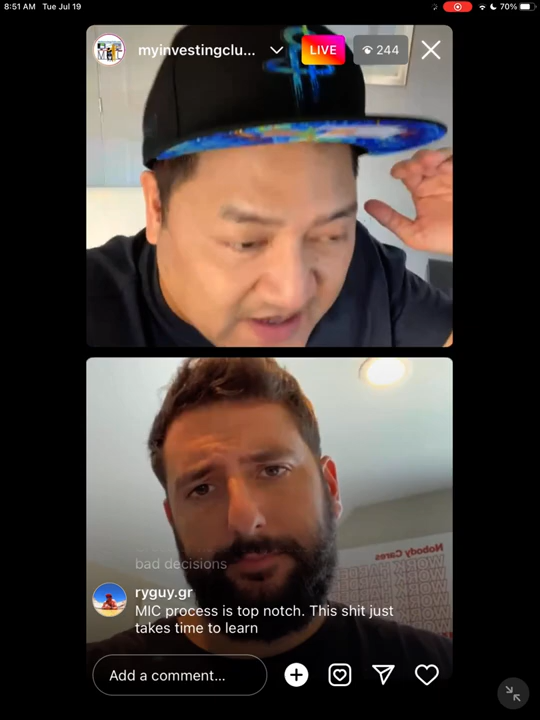 8:51 AM Tue Jul 19
70%
myinvestingclu...
LIVE
244
bad decisions
Nobody Cares
ryguy.gr
MIC process is top notch. This shit just
takes time to learn
Add a comment...